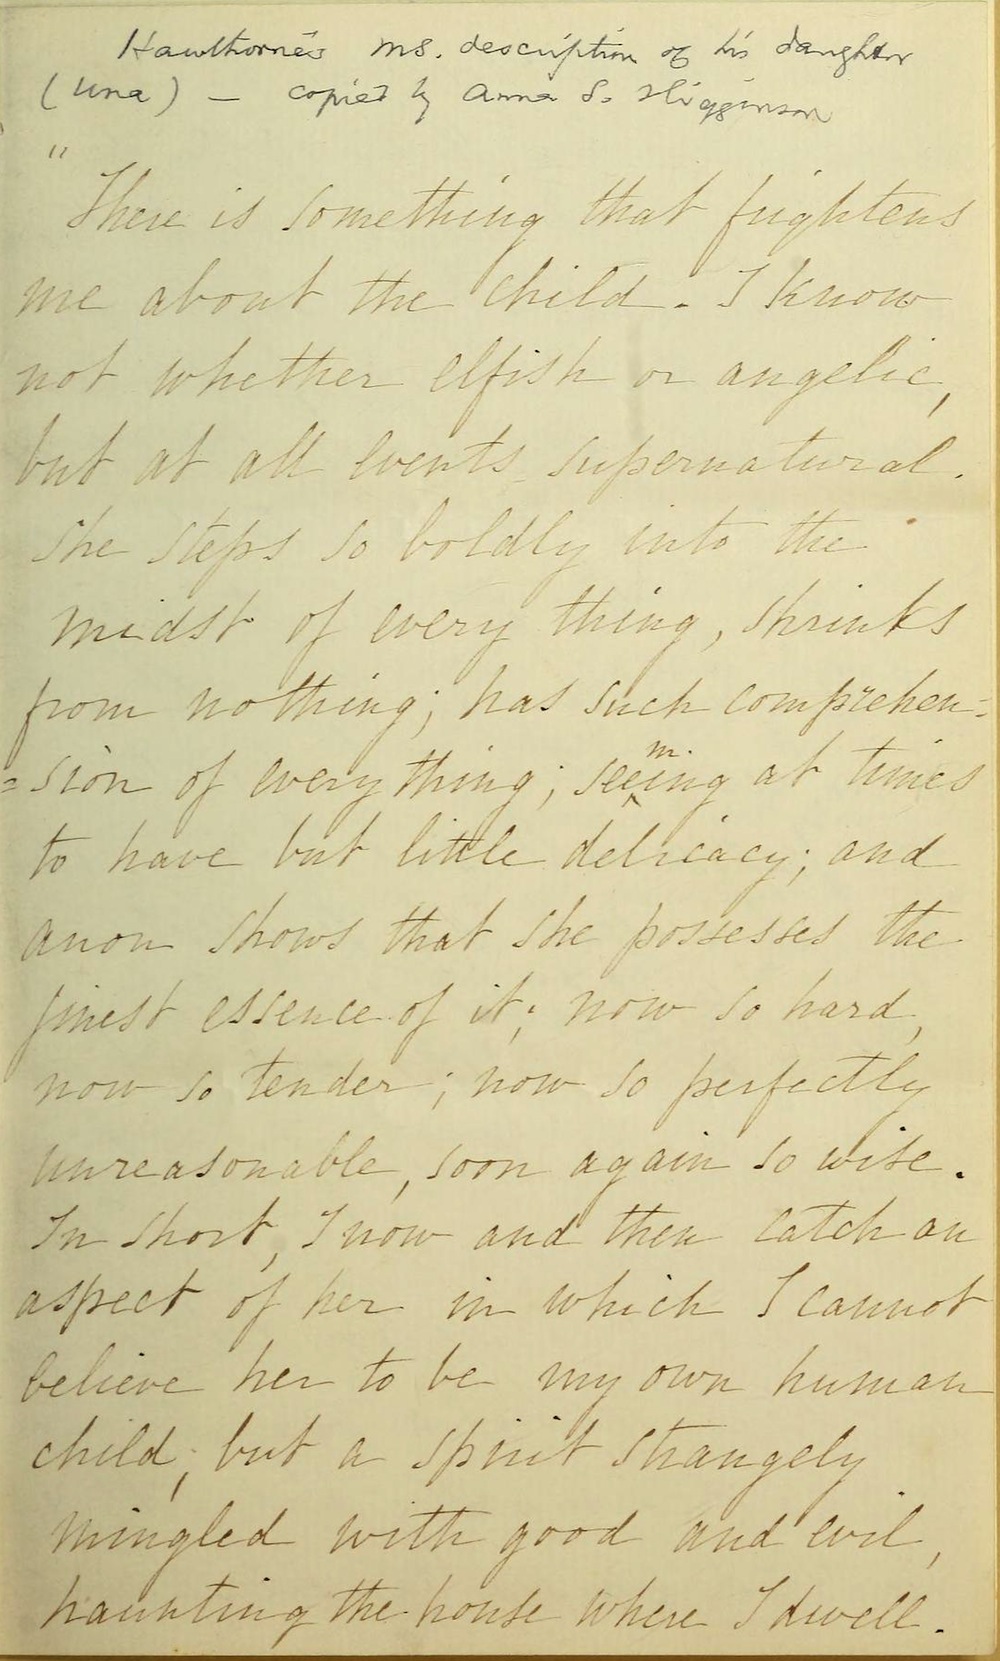 Hawthorne's ms. description of his daughter
(Una) — copied by Anna S. Higginson
"There is something that frightens
me about the child. I know
not whether elfish or angelic,
but at all events supernatural.
She steps so boldly into the
midst of every thing, shrinks
from nothing; has such comprehen=
=sion of everything; seeming at times
to have but little delicacy; and
anon shows that she possesses the
finest essence of it; now so hard,
now so tender; now so perfectly
unreasonable, soon again so wise.
In short, I now and then catch an
aspect of her in which I cannot
believe her to be my own human
child; but a spirit strangely
mingled with good and evil,
haunting the house where I dwell.